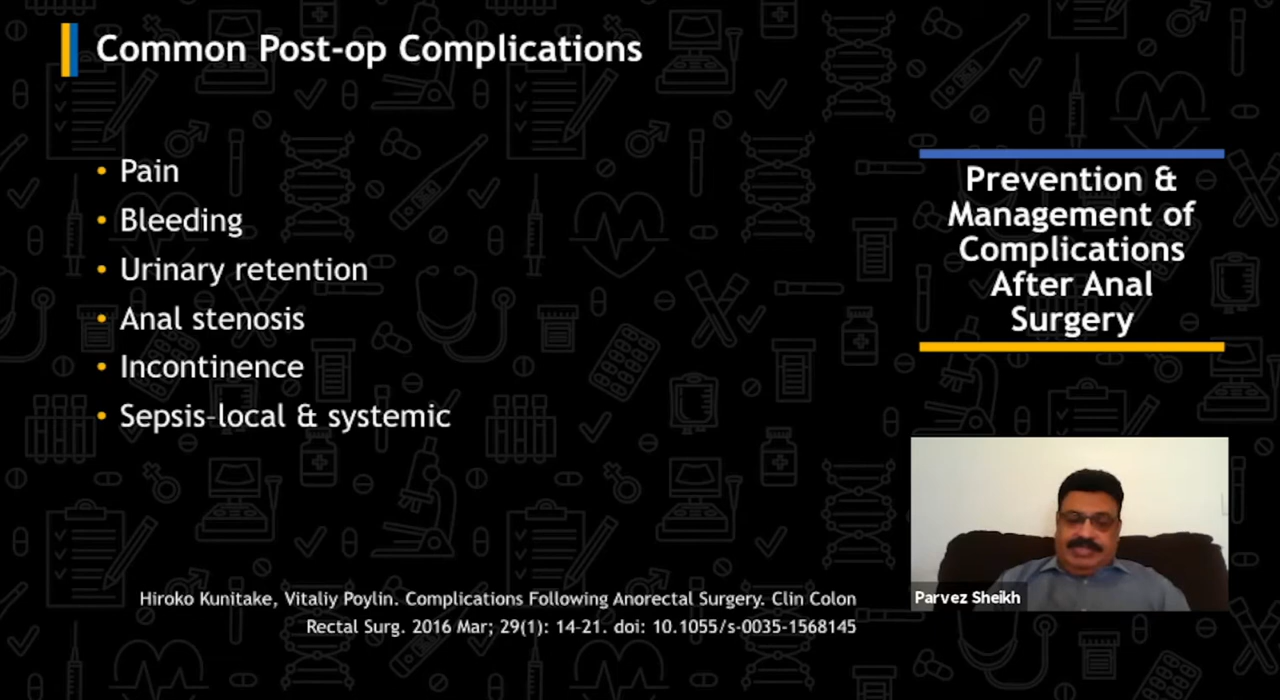 Common Post-op Complications
• Pain
• Bleeding
• Urinary retention
• Anal stenosis
• Incontinence
• Sepsis-local & systemic
Prevention &
Management of
Complications
After Anal
Surgery
Parvez Sheikh
Hiroko Kunitake, Vitaliy Poylin. Complications Following Anorectal Surgery. Clin Colon
Rectal Surg. 2016 Mar; 29(1): 14-21. doi: 10.1055/s-0035-1568145